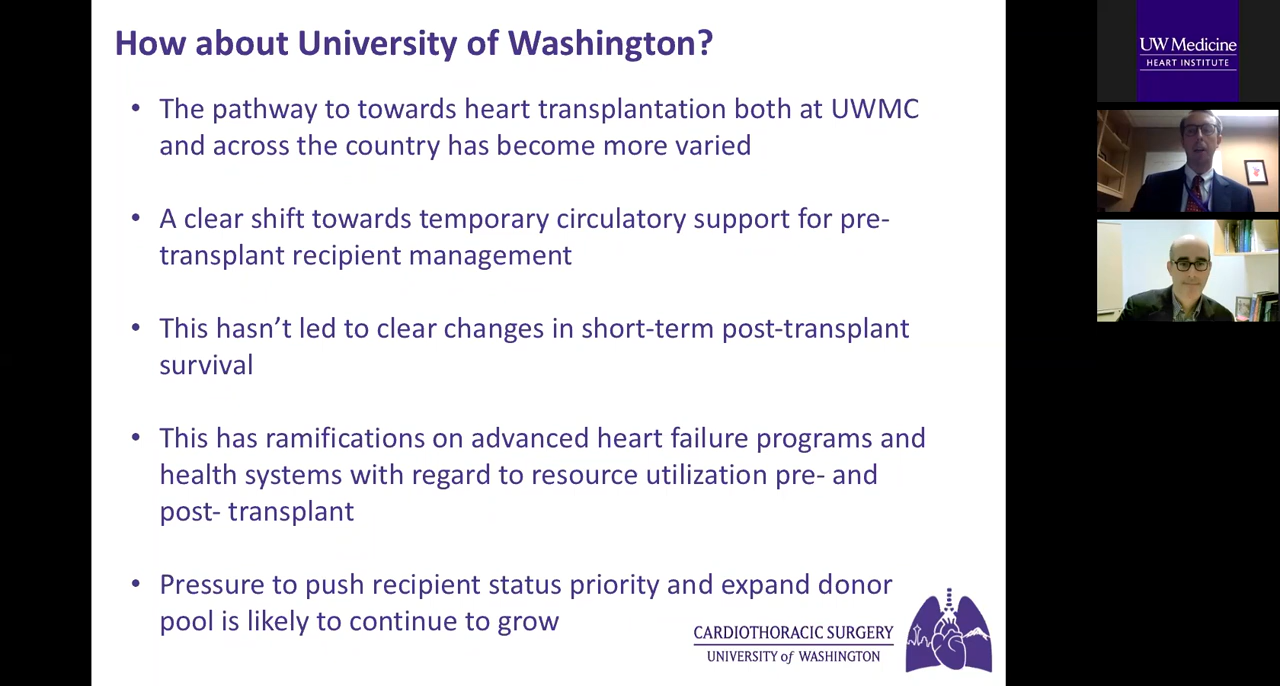 How about University of Washington?
• The pathway to towards heart transplantation both at UWMC
and across the country has become more varied
• A clear shift towards temporary circulatory support for pre-
transplant recipient management
• This hasn’t led to clear changes in short-term post-transplant
survival
• This has ramifications on advanced heart failure programs and
health systems with regard to resource utilization pre- and
post- transplant
• Pressure to push recipient status priority and expand donor
pool is likely to continue to grow
CARDIOTHORACIC SURGERY
UNIVERSITY of WASHINGTON
UW Medicine
HEART INSTITUTE